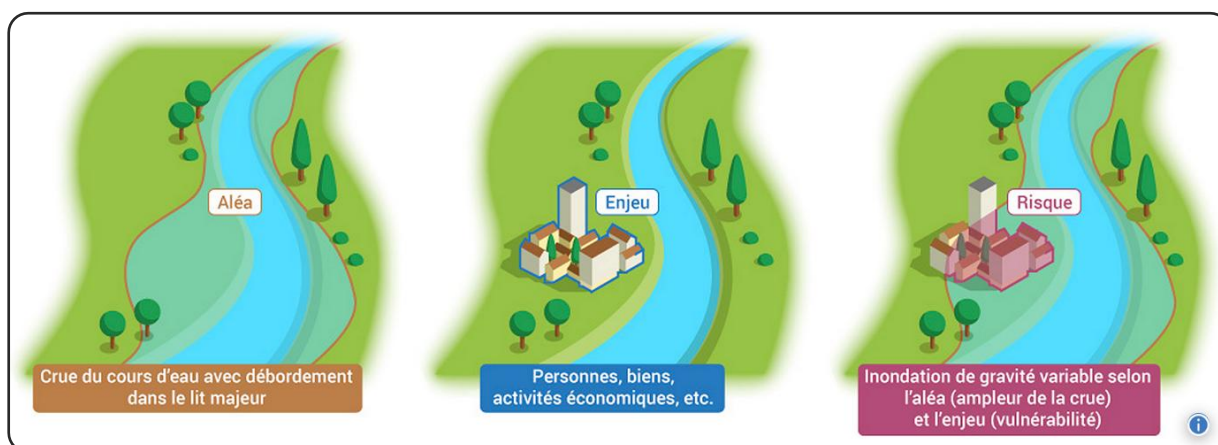 Aléa
Crue du cours d'eau avec débordement
dans le lit majeur
Enjeu
Personnes, biens,
activités économiques, etc.
Risque
Inondation de gravité variable selon
l'aléa (ampleur de la crue)
et l'enjeu (vulnérabilité)
i